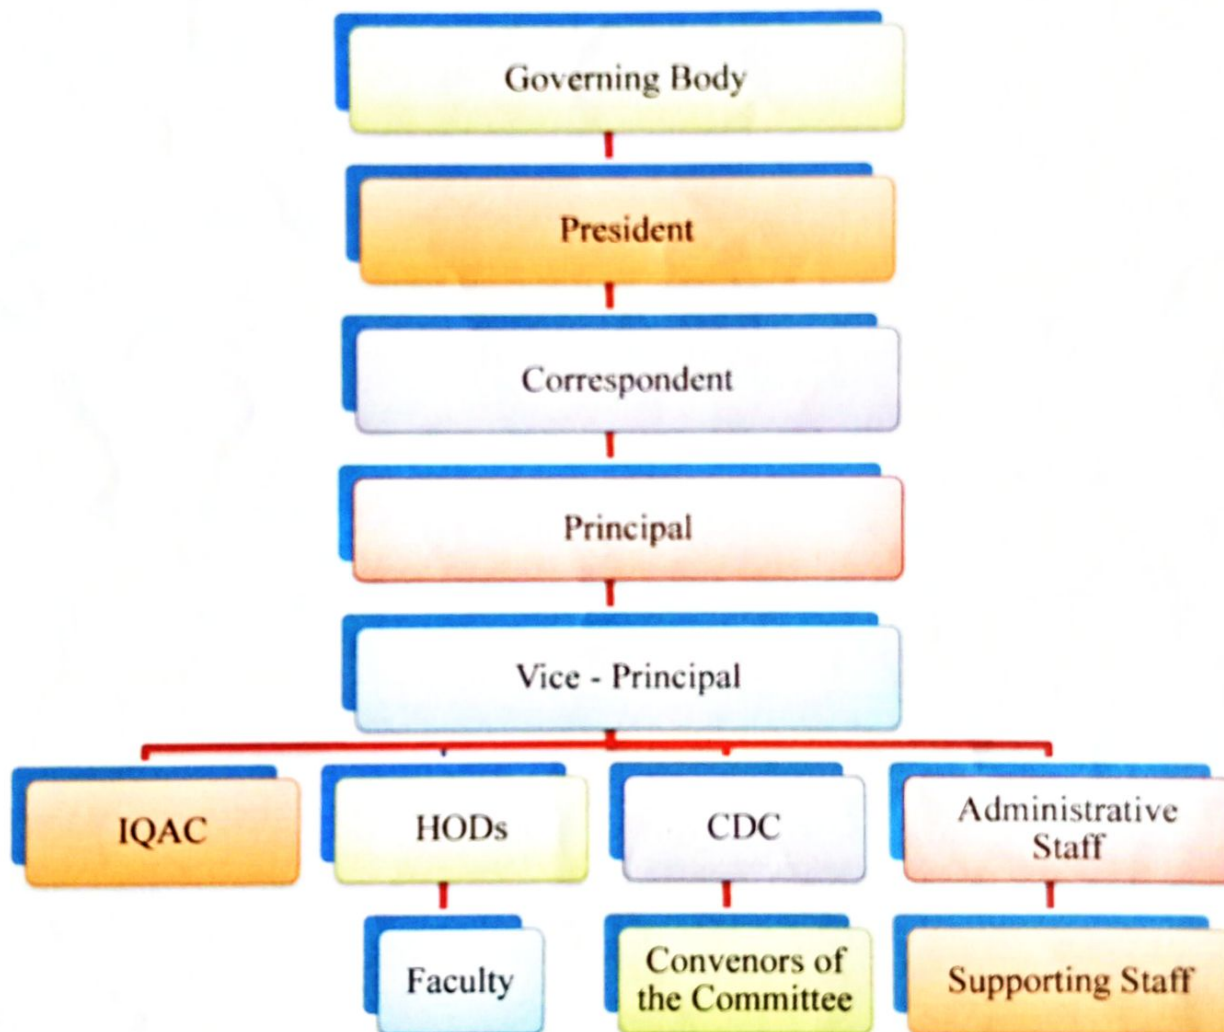 Governing Body
President
Correspondent
Principal
Vice - Principal
IQAC
HODs
CDC
Administrative
Staff
Faculty
Convenors of
the Committee
Supporting Staff